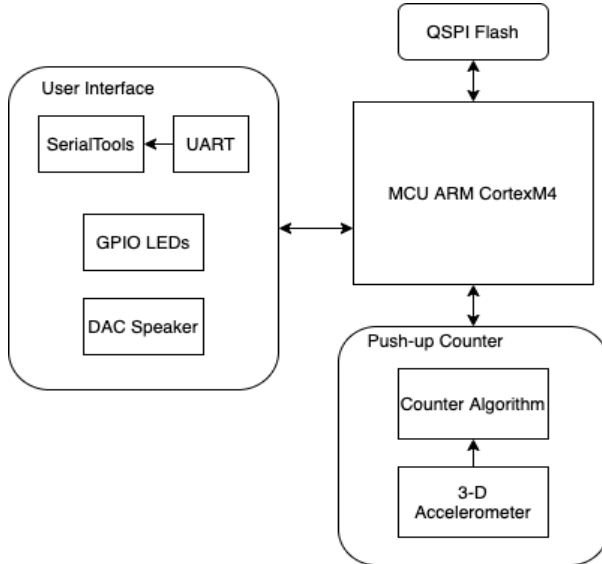 QSPI Flash
User Interface
SerialTools
UART
MCU ARM CortexM4
GPIO LEDs
DAC Speaker
Push-up Counter
Counter Algorithm
3-D
Accelerometer